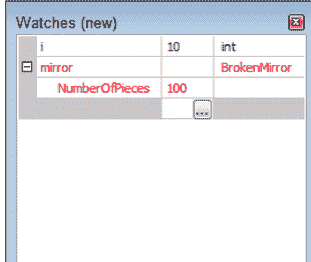 Watches (new)
i 10 int
mirror BrokenMirror
NumberOfPieces 100
...